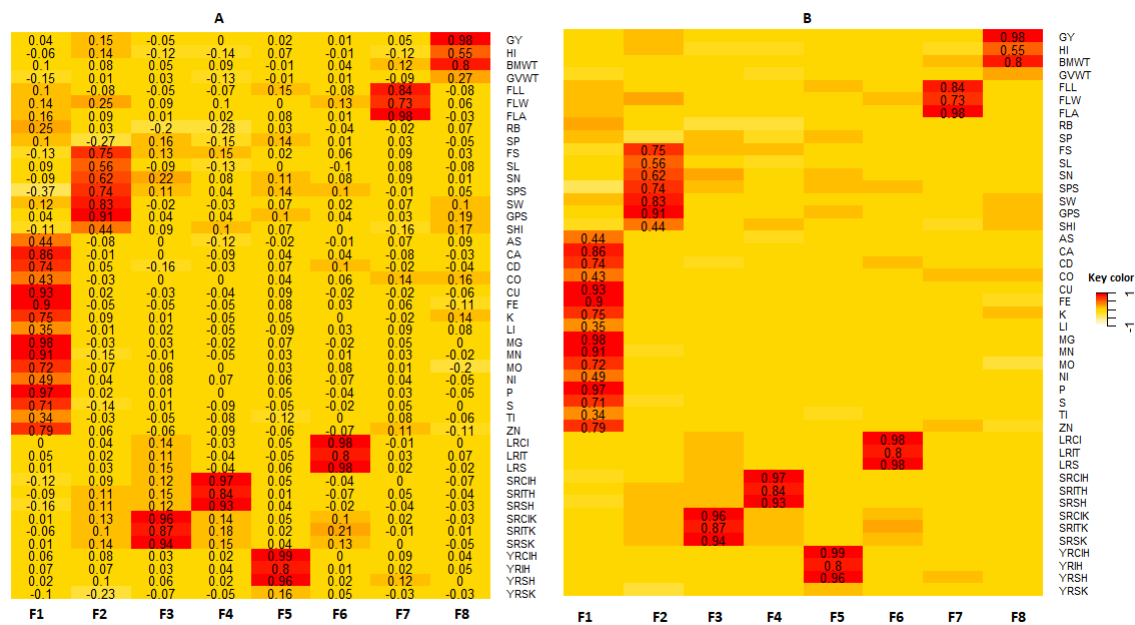 A
0.04 0.15 -0.05 0 0.02 0.01 0.05 0.98 GY
-0.06 0.14 -0.12 -0.14 0.07 -0.01 -0.12 0.55 HI
0.1 0.08 0.05 0.09 -0.01 0.04 0.12 0.8 BMWT
-0.15 0.01 0.03 -0.13 -0.01 0.01 -0.09 0.27 GVWT
0.1 -0.08 -0.05 -0.07 0.15 -0.08 0.84 -0.08 FLL
0.14 0.25 0.09 0.1 0 0.13 0.73 0.06 FLW
0.16 0.09 0.01 0.02 0.08 0.01 0.98 -0.03 FLA
0.25 0.03 -0.2 -0.28 0.03 -0.04 -0.02 0.07 RB
0.1 -0.27 0.16 -0.15 0.14 0.01 0.03 -0.05 SP
-0.13 0.75 0.13 0.15 0.02 0.06 0.09 0.03 FS
0.09 0.56 -0.09 -0.13 0 -0.1 0.08 -0.08 SL
-0.09 0.62 0.22 0.08 0.11 0.08 0.09 0.01 SN
-0.37 0.74 0.11 0.04 0.14 0.1 -0.01 0.05 SPS
0.12 0.83 -0.02 -0.03 0.07 0.02 0.08 0.1 SW
0.04 0.91 0.04 0.04 0.1 0.04 0.03 0.19 GPS
-0.11 0.44 0.09 0.1 0.07 0 -0.16 0.17 SHI
0.44 -0.08 0 -0.12 -0.02 -0.01 0.07 0.09 AS
0.86 -0.01 0 -0.09 0.04 0.04 -0.08 -0.03 CA
0.74 0.05 -0.16 -0.03 0.07 0.1 -0.02 -0.04 CD
0.43 -0.03 0 0 0.04 0.06 0.14 0.16 CO
0.93 0.02 -0.03 -0.04 0.09 -0.02 -0.02 -0.06 CU
0.9 -0.05 -0.05 -0.05 0.08 0.03 0.06 -0.11 FE
0.75 0.09 0.01 -0.05 -0.05 0 -0.02 0.14 K
0.35 -0.01 0.02 -0.05 -0.09 0.03 0.09 0.08 LI
0.98 0.03 0.03 -0.02 0.07 -0.02 0.05 0 MG
0.91 -0.15 -0.01 -0.05 0.03 0.01 0.03 -0.02 MN
0.72 -0.07 0.06 0 0.03 0.08 0.01 -0.2 MO
0.49 0.04 0.08 0.07 0.06 -0.07 0.04 -0.05 NI
0.97 0.02 0.01 0 0.05 -0.04 0.03 -0.05 P
0.71 -0.14 0.01 -0.09 -0.05 -0.02 0.05 0 S
0.34 -0.03 -0.05 -0.08 -0.12 0 0.08 -0.06 TI
0.79 -0.06 -0.06 -0.09 -0.06 -0.07 0.11 -0.11 ZN
0 0.04 0.14 -0.03 0.05 0.98 -0.01 0 LRCI
0.05 0.02 0.11 -0.04 -0.05 0.8 0.03 0.07 LRIT
0.01 0.03 0.15 -0.04 0.06 0.98 0.02 -0.02 LRS
-0.12 0.09 0.12 0.97 0.05 -0.04 0 -0.07 SRCIH
-0.09 0.11 0.15 0.84 0.01 -0.07 0.05 -0.04 SRITH
-0.16 0.11 0.12 0.93 0.04 -0.02 -0.04 -0.03 SRSH
0.01 0.13 0.96 0.14 0.05 0.1 0.02 -0.03 SRCIK
-0.06 0.1 0.87 0.18 0.02 0.21 -0.01 0.01 SRITK
0.01 0.14 0.94 0.15 0.04 0.13 0 -0.05 SRSK
0.06 0.08 0.03 0.02 0.99 0 0.09 0.04 YRCIH
0.07 0.03 0.04 0.02 0.8 0.01 0.02 0.05 YRIH
0.02 0.1 0.06 0.02 0.96 0.02 0.12 0 YRSH
-0.1 -0.23 -0.07 -0.05 0.16 0.05 -0.03 -0.03 YRSK
F1 F2 F3 F4 F5 F6 F7 F8
B
0.98 GY
0.55 HI
0.8 BMWT
GVWT
0.84 FLL
0.73 FLW
0.98 FLA
RB
SP
0.75 FS
0.56 SL
0.62 SN
0.74 SPS
0.83 SW
0.91 GPS
0.44 SHI
0.44 AS
0.86 CA
0.74 CD
0.43 CO
0.93 CU
0.9 FE
0.75 K
0.35 LI
0.98 MG
0.91 MN
0.72 MO
0.49 NI
0.97 P
0.71 S
0.34 TI
0.79 ZN
0.98 LRCI
0.8 LRIT
0.98 LRS
0.97 SRCIH
0.84 SRITH
0.93 SRSH
0.96 SRCIK
0.87 SRITK
0.94 SRSK
0.99 YRCIH
0.8 YRIH
0.96 YRSH
YRSK
F1 F2 F3 F4 F5 F6 F7 F8
Key color
1
-1